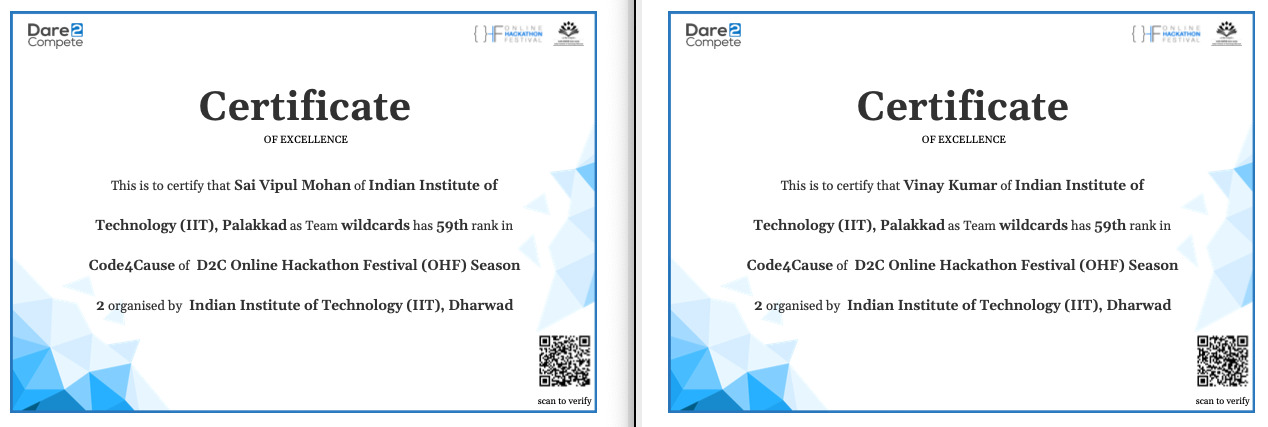 Dare2
Compete
{ }HF ONLINE
HACKATHON
FESTIVAL
Certificate
OF EXCELLENCE
This is to certify that Sai Vipul Mohan of Indian Institute of
Technology (IIT), Palakkad as Team wildcards has 59th rank in
Code4Cause of D2C Online Hackathon Festival (OHF) Season
2 organised by Indian Institute of Technology (IIT), Dharwad
scan to verify
Dare2
Compete
{ }HF ONLINE
HACKATHON
FESTIVAL
Certificate
OF EXCELLENCE
This is to certify that Vinay Kumar of Indian Institute of
Technology (IIT), Palakkad as Team wildcards has 59th rank in
Code4Cause of D2C Online Hackathon Festival (OHF) Season
2 organised by Indian Institute of Technology (IIT), Dharwad
scan to verify